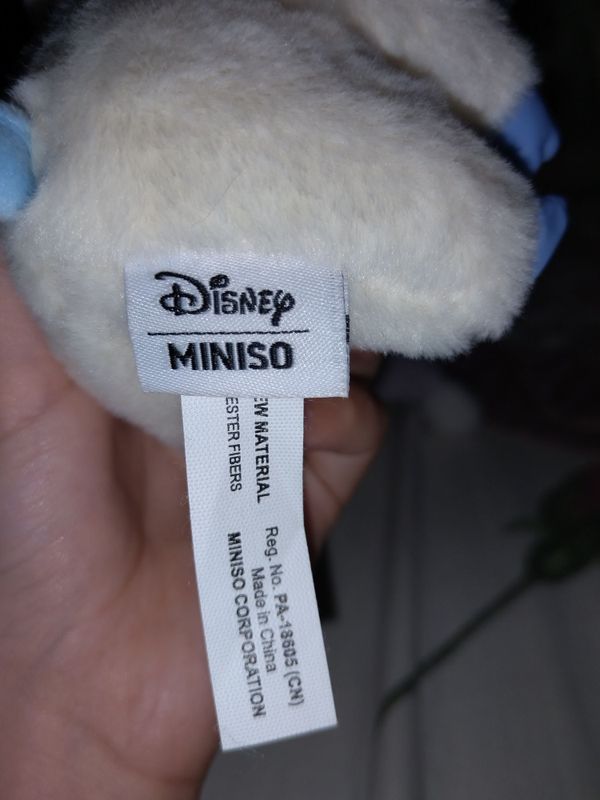 Disney
MINISO
EW MATERIAL
ESTER FIBERS
Reg. No. PA-18605 (CN)
Made in China
MINISO CORPORATION